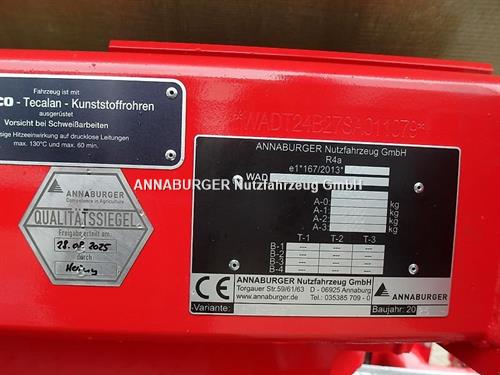 Fahrzeug ist mit
CO - Tecalan - Kunststoffrohren
ausgerüstet
Vorsicht bei Schweißarbeiten
sige Hitzeeinwirkung auf drucklose Leitungen
max. 130°C und max. 60 min.
ANNABURGER
Competence in Agriculture
QUALITÄTSSIEGEL
Freigabe erteilt am:
28.08.2025
durch
ANNABURGER Nutzfahrzeug GmbH
ANNABURGER Nutzfahrzeug GmbH
R4a
e1*167/2013*
WAD
A-0: kg
A-1: kg
A-2: kg
A-3: kg
T-1 T-2 T-3
B-1 --- --- ---
B-2 --- --- ---
B-3 --- --- ---
B-4 --- --- ---
CE
ANNABURGER Nutzfahrzeug GmbH
Torgauer Str.59/61/63 D - 06925 Annaburg
www.annaburger.de Tel.: 035385 709 - 0
ANNABURGER
Variante: Baujahr: 20